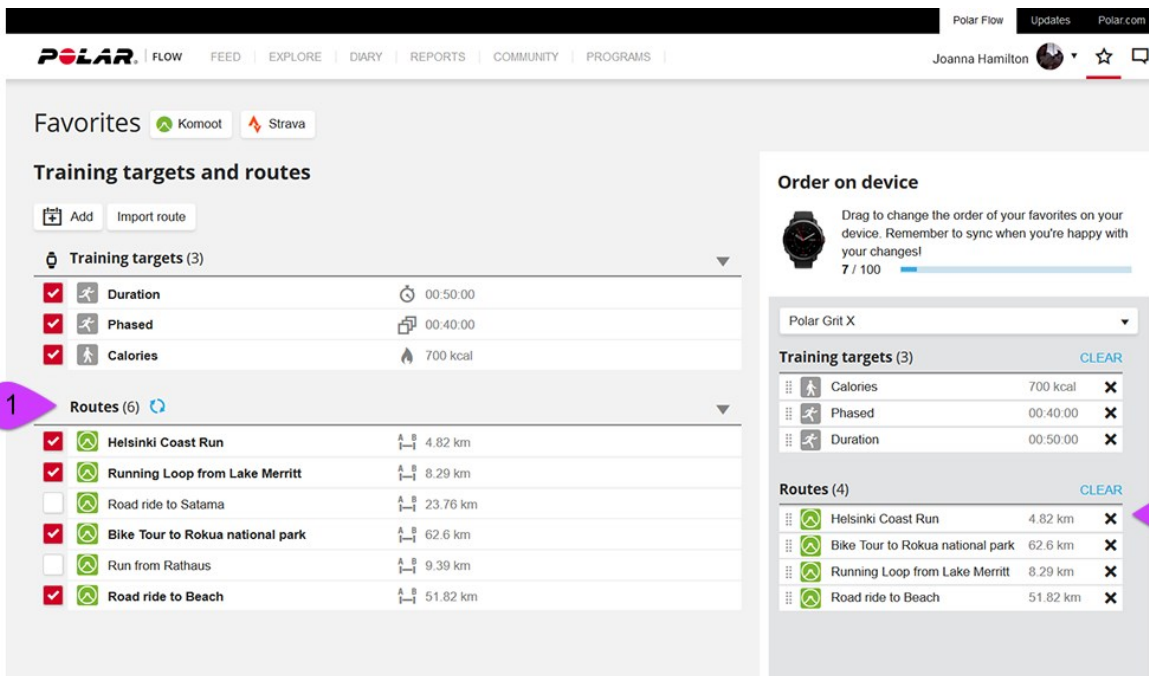 Polar Flow Updates Polar.com
POLAR. FLOW FEED EXPLORE DIARY REPORTS COMMUNITY PROGRAMS Joanna Hamilton
Favorites Komoot Strava
Training targets and routes
Add Import route
Training targets (3)
Duration 00:50:00
Phased 00:40:00
Calories 700 kcal
1
Routes (6)
Helsinki Coast Run A B 4.82 km
Running Loop from Lake Merritt A B 8.29 km
Road ride to Satama A B 23.76 km
Bike Tour to Rokua national park A B 62.6 km
Run from Rathaus A B 9.39 km
Road ride to Beach A B 51.82 km
Order on device
Drag to change the order of your favorites on your
device. Remember to sync when you're happy with
your changes!
7 / 100
Polar Grit X
Training targets (3) CLEAR
Calories 700 kcal
Phased 00:40:00
Duration 00:50:00
Routes (4) CLEAR
Helsinki Coast Run 4.82 km
Bike Tour to Rokua national park 62.6 km
Running Loop from Lake Merritt 8.29 km
Road ride to Beach 51.82 km